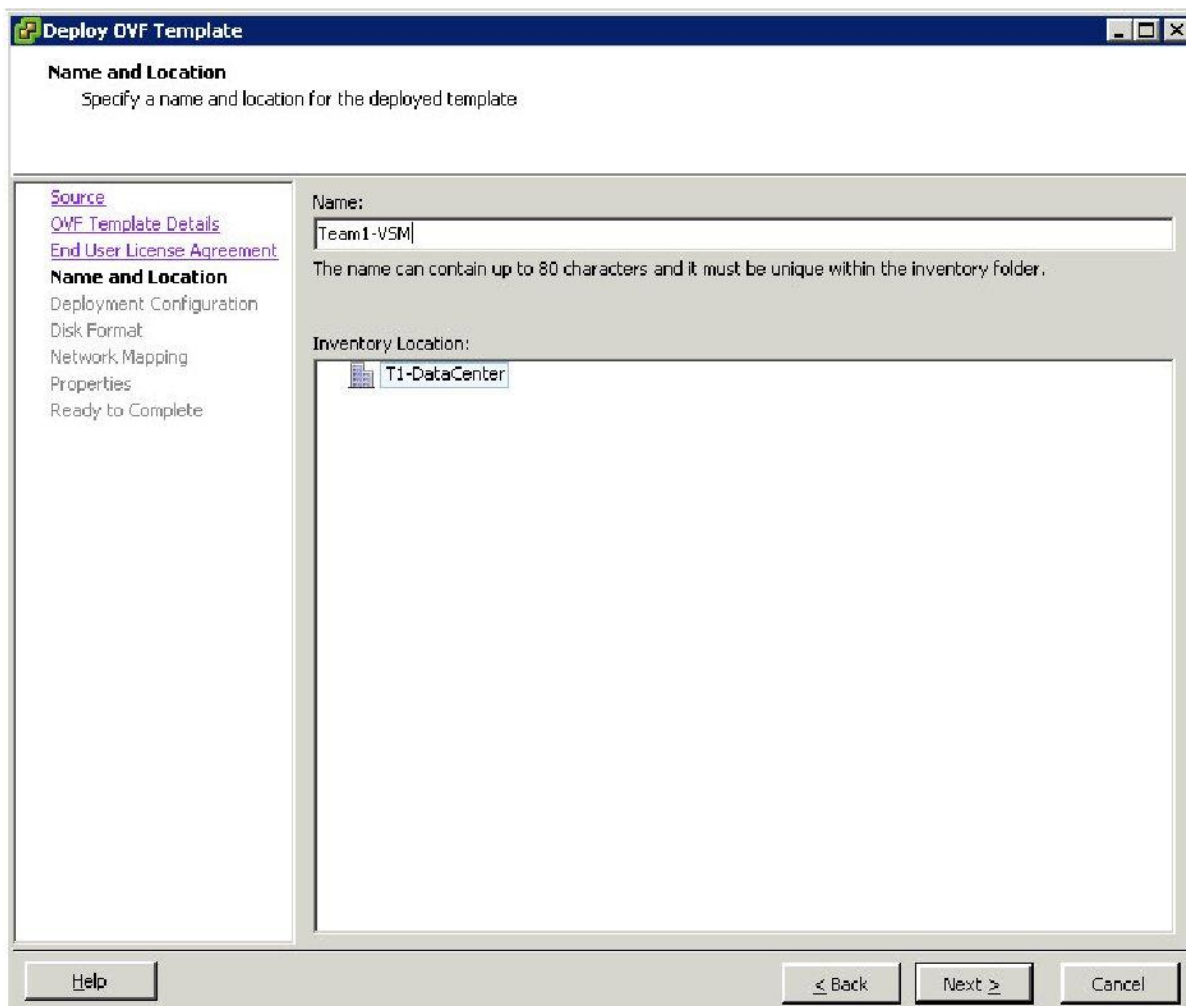 Deploy OVF Template
Name and Location
Specify a name and location for the deployed template
Source
OVF Template Details
End User License Agreement
Name and Location
Deployment Configuration
Disk Format
Network Mapping
Properties
Ready to Complete
Name:
Team1-VSM
The name can contain up to 80 characters and it must be unique within the inventory folder.
Inventory Location:
T1-DataCenter
Help
< Back
Next >
Cancel